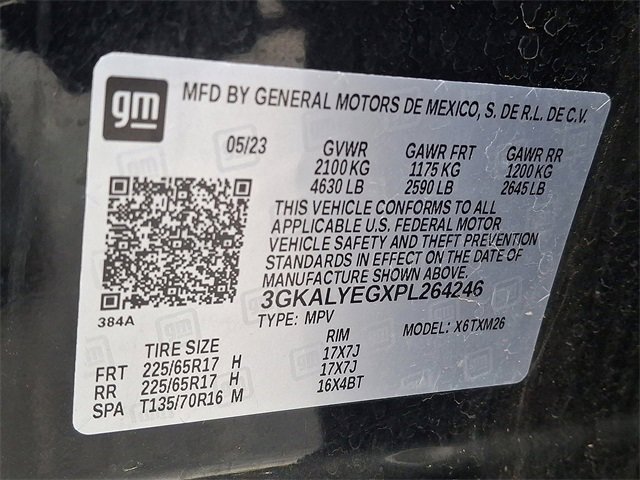 gm
MFD BY GENERAL MOTORS DE MEXICO, S. DE R.L. DE C.V.
05/23 GVWR GAWR FRT GAWR RR
2100 KG 1175 KG 1200 KG
4630 LB 2590 LB 2645 LB
THIS VEHICLE CONFORMS TO ALL
APPLICABLE U.S. FEDERAL MOTOR
VEHICLE SAFETY AND THEFT PREVENTION
STANDARDS IN EFFECT ON THE DATE OF
MANUFACTURE SHOWN ABOVE.
3GKALYEGXPL264246
384A
TYPE: MPV MODEL: X6TXM26
TIRE SIZE RIM
FRT 225/65R17 H 17X7J
RR 225/65R17 H 17X7J
SPA T135/70R16 M 16X4BT